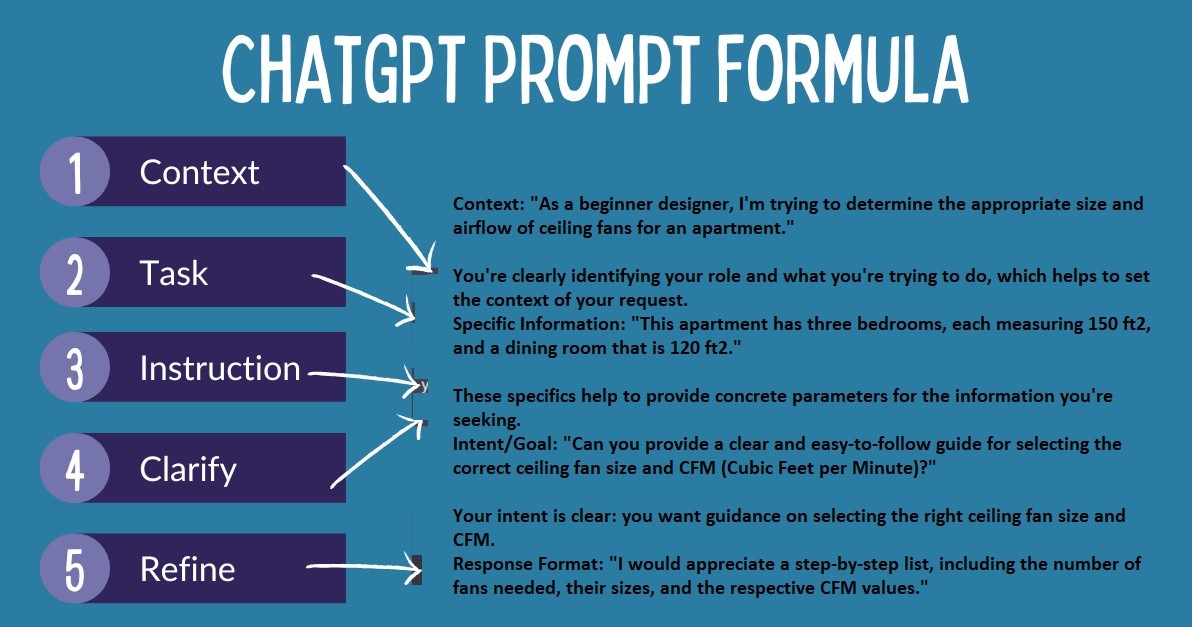 CHATGPT PROMPT FORMULA
1 Context
2 Task
3 Instruction
4 Clarify
5 Refine
y
Context: "As a beginner designer, I'm trying to determine the appropriate size and
airflow of ceiling fans for an apartment."
You're clearly identifying your role and what you're trying to do, which helps to set
the context of your request.
Specific Information: "This apartment has three bedrooms, each measuring 150 ft2,
and a dining room that is 120 ft2."
These specifics help to provide concrete parameters for the information you're
seeking.
Intent/Goal: "Can you provide a clear and easy-to-follow guide for selecting the
correct ceiling fan size and CFM (Cubic Feet per Minute)?"
Your intent is clear: you want guidance on selecting the right ceiling fan size and
CFM.
Response Format: "I would appreciate a step-by-step list, including the number of
fans needed, their sizes, and the respective CFM values."